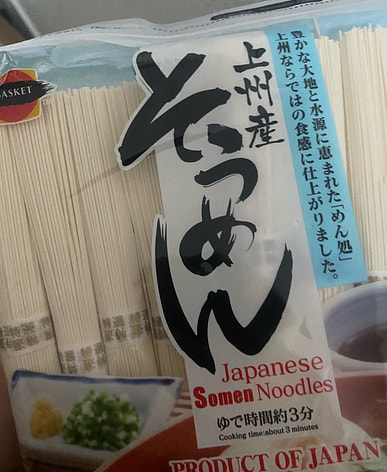 ASKET
豊かな大地と水源に恵まれた「めん処」
上州ならではの食感に仕上がりました。
上州産
そうめん
Japanese
Somen Noodles
ゆで時間約3分
Cooking time:about 3 minutes
PRODUCT OF JAPAN